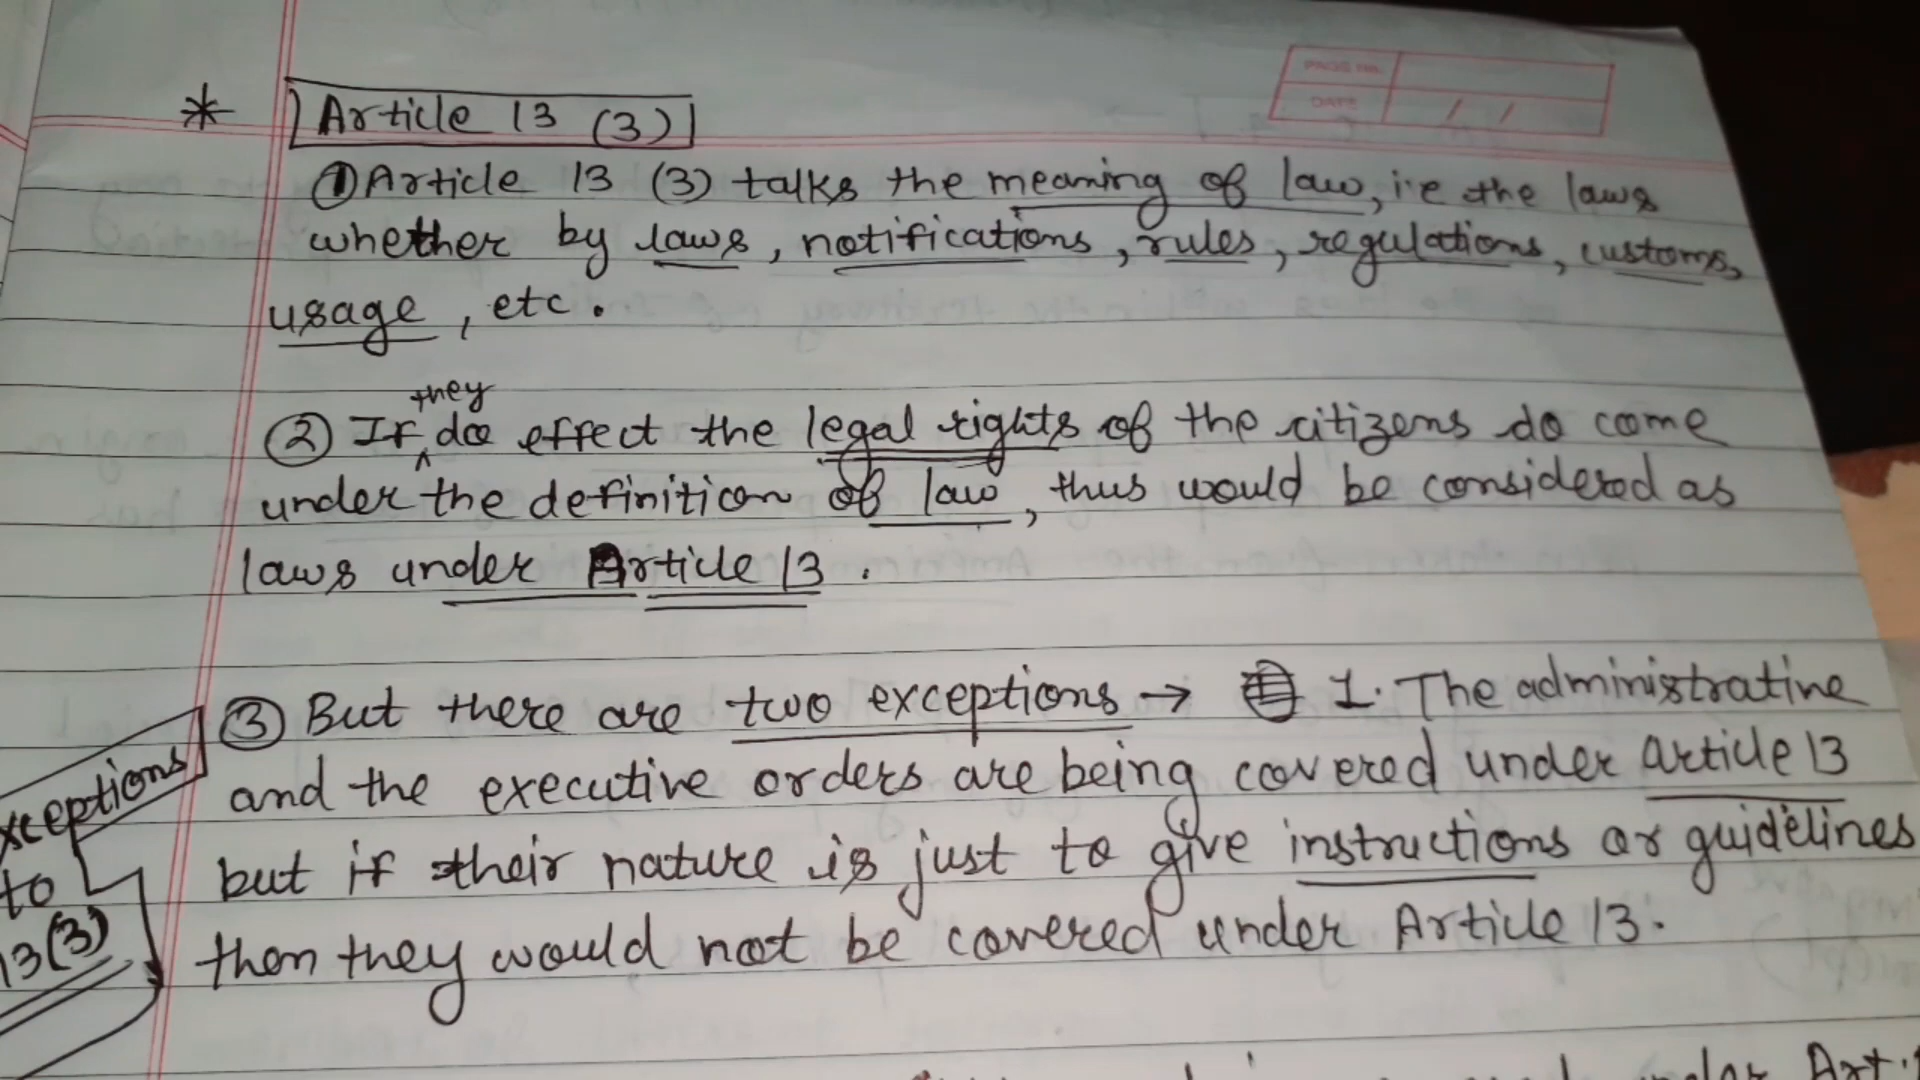 PAGE No.
DATE / /
* Article 13 (3)
① Article 13 (3) talks the meaning of law, i.e the laws
whether by laws, notifications, rules, regulations, customs,
usage, etc.
they
② If ^ do effect the legal rights of the citizens do come
under the definition of law, thus would be considered as
laws under Article 13.
③ But there are two exceptions → 1. The administrative
and the executive orders are being covered under article 13
but if their nature is just to give instructions or guidelines
then they would not be covered under Article 13.
xceptions
to
13(3)